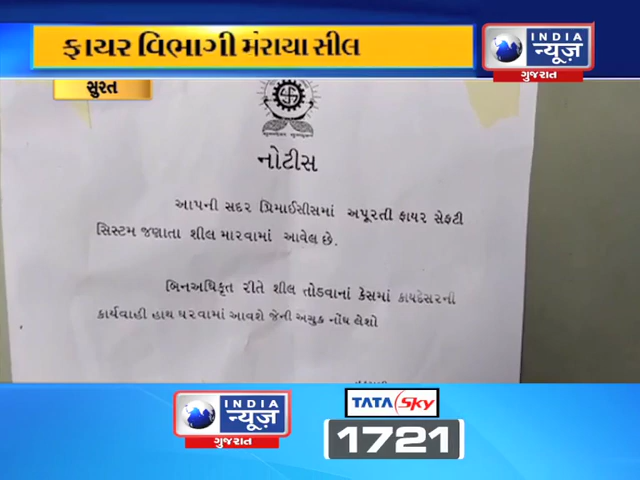 ફાયર વિભાગી મંરાયા સીલ
INDIA
न्यूज़
ગુજરાત
સુરત
નોટીસ
આપની સદર પ્રિમાઈસીસમાં અપૂરતી ફાયર સેફટી
સિસ્ટમ જણાતા શીલ મારવામાં આવેલ છે.
બિનઅધિકૃત રીતે શીલ તોડવાનાં કેસમાં કાયદેસરની
કાર્યવાહી હાથ ધરવામાં આવશે જેની અચુક નોંધ લેશો
INDIA
न्यूज़
ગુજરાત
TATA Sky
1721